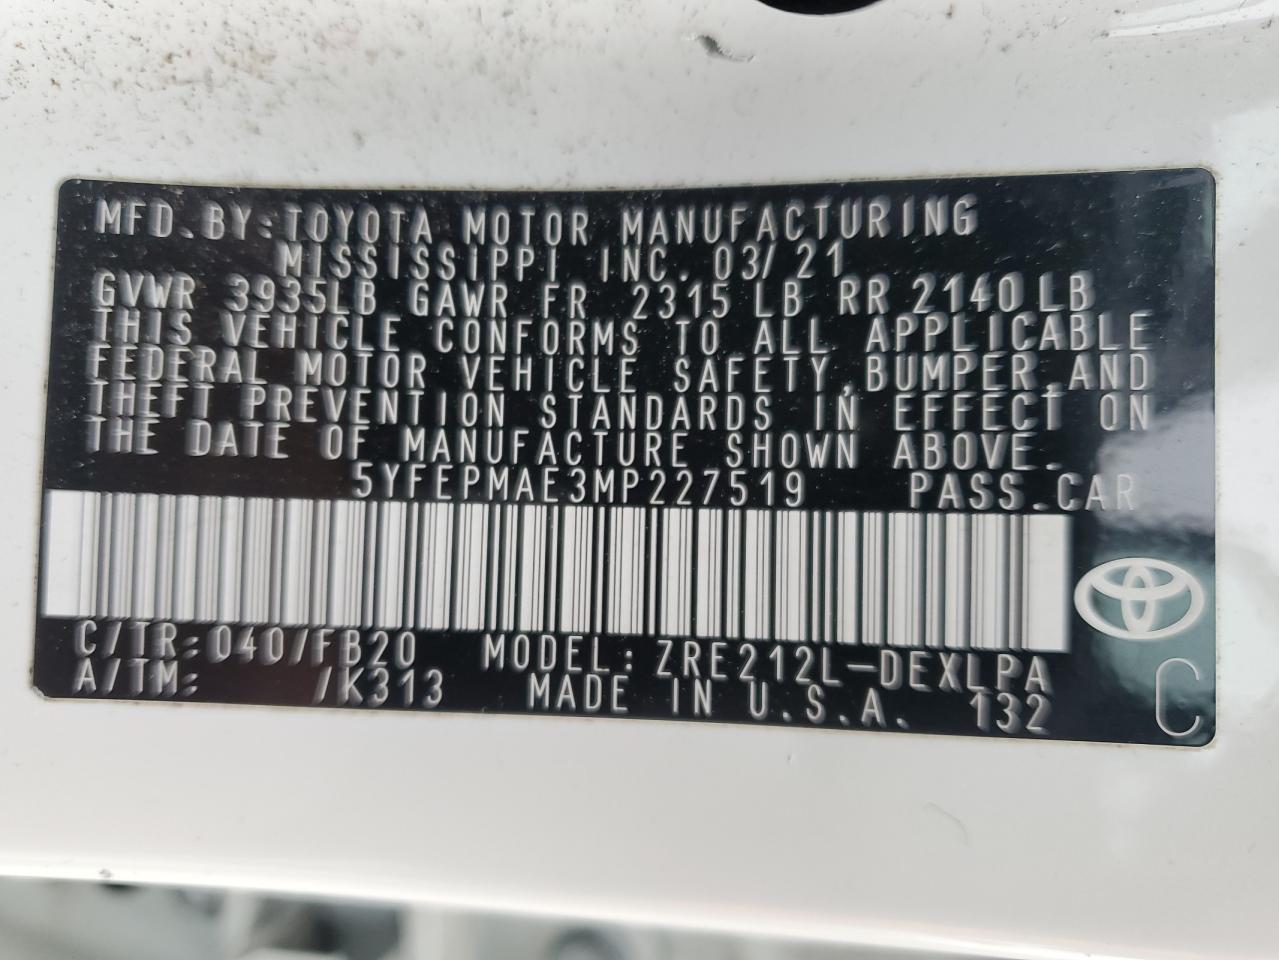 MFD.BY:TOYOTA MOTOR MANUFACTURING
MISSISSIPPI INC. 03/21
GVWR 3935LB GAWR FR 2315 LB RR 2140 LB
THIS VEHICLE CONFORMS TO ALL APPLICABLE
FEDERAL MOTOR VEHICLE SAFETY,BUMPER,AND
THEFT PREVENTION STANDARDS IN EFFECT ON
THE DATE OF MANUFACTURE SHOWN ABOVE.
5YFEPMAE3MP227519 PASS.CAR
C/TR:040/FB20 MODEL:ZRE212L-DEXLPA
A/TM: /K313 MADE IN U.S.A. 132
C